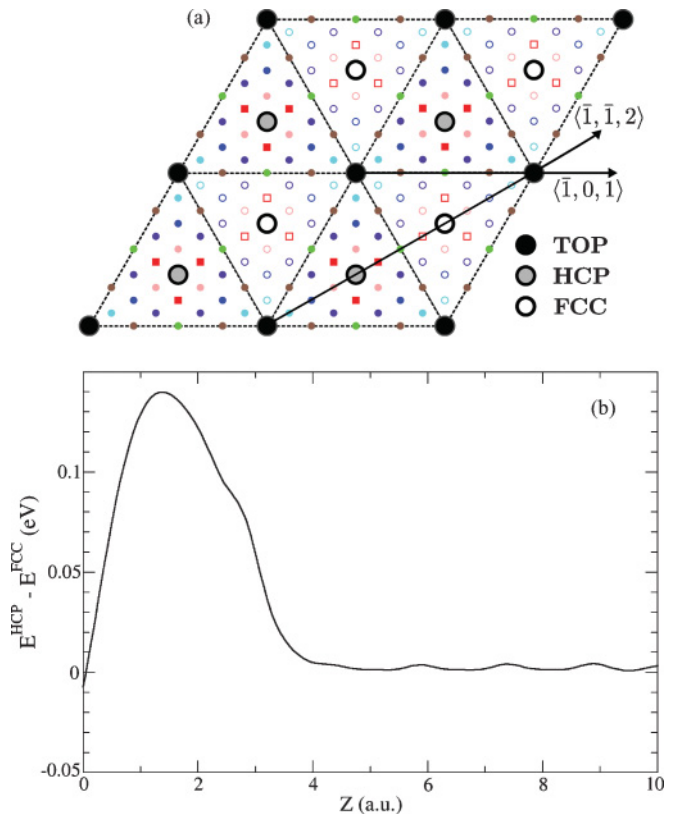 (a)
⟨1̄, 1̄, 2⟩
⟨1̄, 0, 1⟩
TOP
HCP
FCC
(b)
0.1
0.05
0
-0.05
E^HCP - E^FCC (eV)
0 2 4 6 8 10
Z (a.u.)